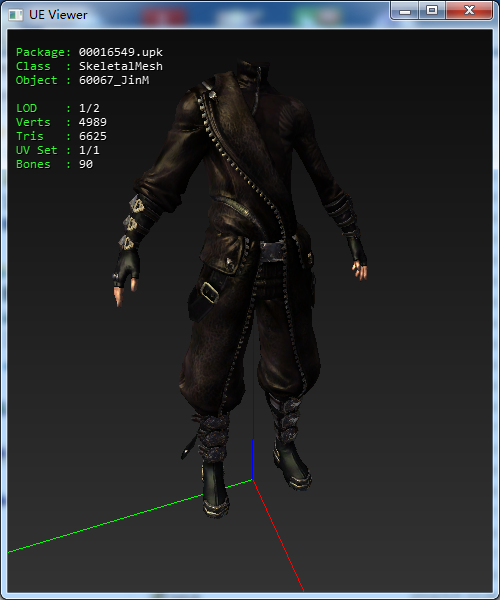 UE Viewer
Package: 00016549.upk
Class : SkeletalMesh
Object : 60067_JinM
LOD : 1/2
Verts : 4989
Tris : 6625
UV Set : 1/1
Bones : 90